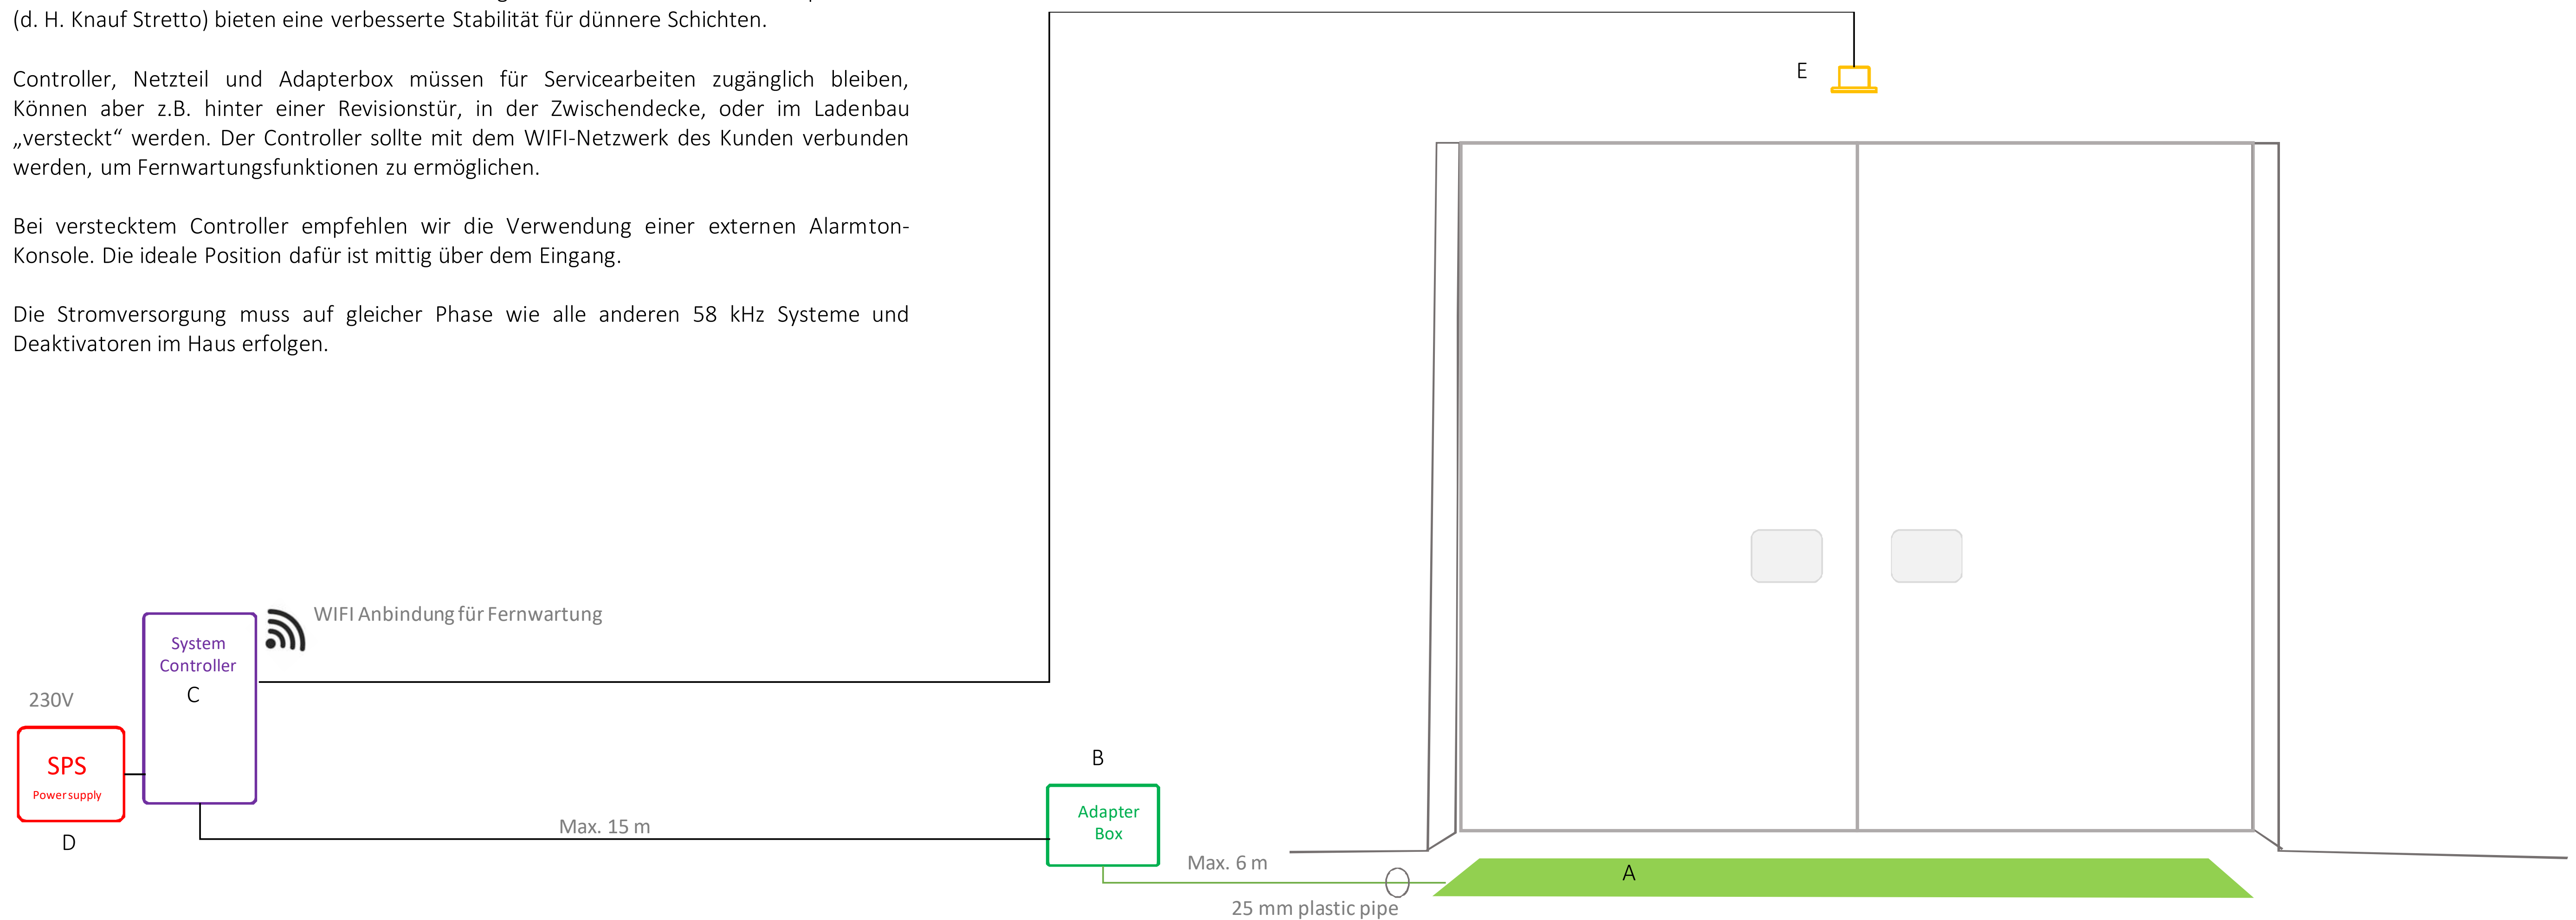 (d. H. Knauf Stretto) bieten eine verbesserte Stabilität für dünnere Schichten.
Controller, Netzteil und Adapterbox müssen für Servicearbeiten zugänglich bleiben,
Können aber z.B. hinter einer Revisionstür, in der Zwischendecke, oder im Ladenbau
„versteckt“ werden. Der Controller sollte mit dem WIFI-Netzwerk des Kunden verbunden
werden, um Fernwartungsfunktionen zu ermöglichen.
Bei verstecktem Controller empfehlen wir die Verwendung einer externen Alarmton-
Konsole. Die ideale Position dafür ist mittig über dem Eingang.
Die Stromversorgung muss auf gleicher Phase wie alle anderen 58 kHz Systeme und
Deaktivatoren im Haus erfolgen.
E
WIFI Anbindung für Fernwartung
System
Controller
C
230V
SPS
Power supply
D
Max. 15 m
B
Adapter
Box
Max. 6 m
25 mm plastic pipe
A